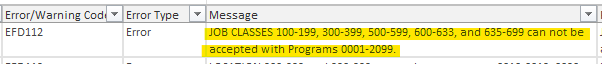 Error/Warning Code Error Type Message
EFD112 Error JOB CLASSES 100-199, 300-399, 500-599, 600-633, and 635-699 can not be
accepted with Programs 0001-2099.